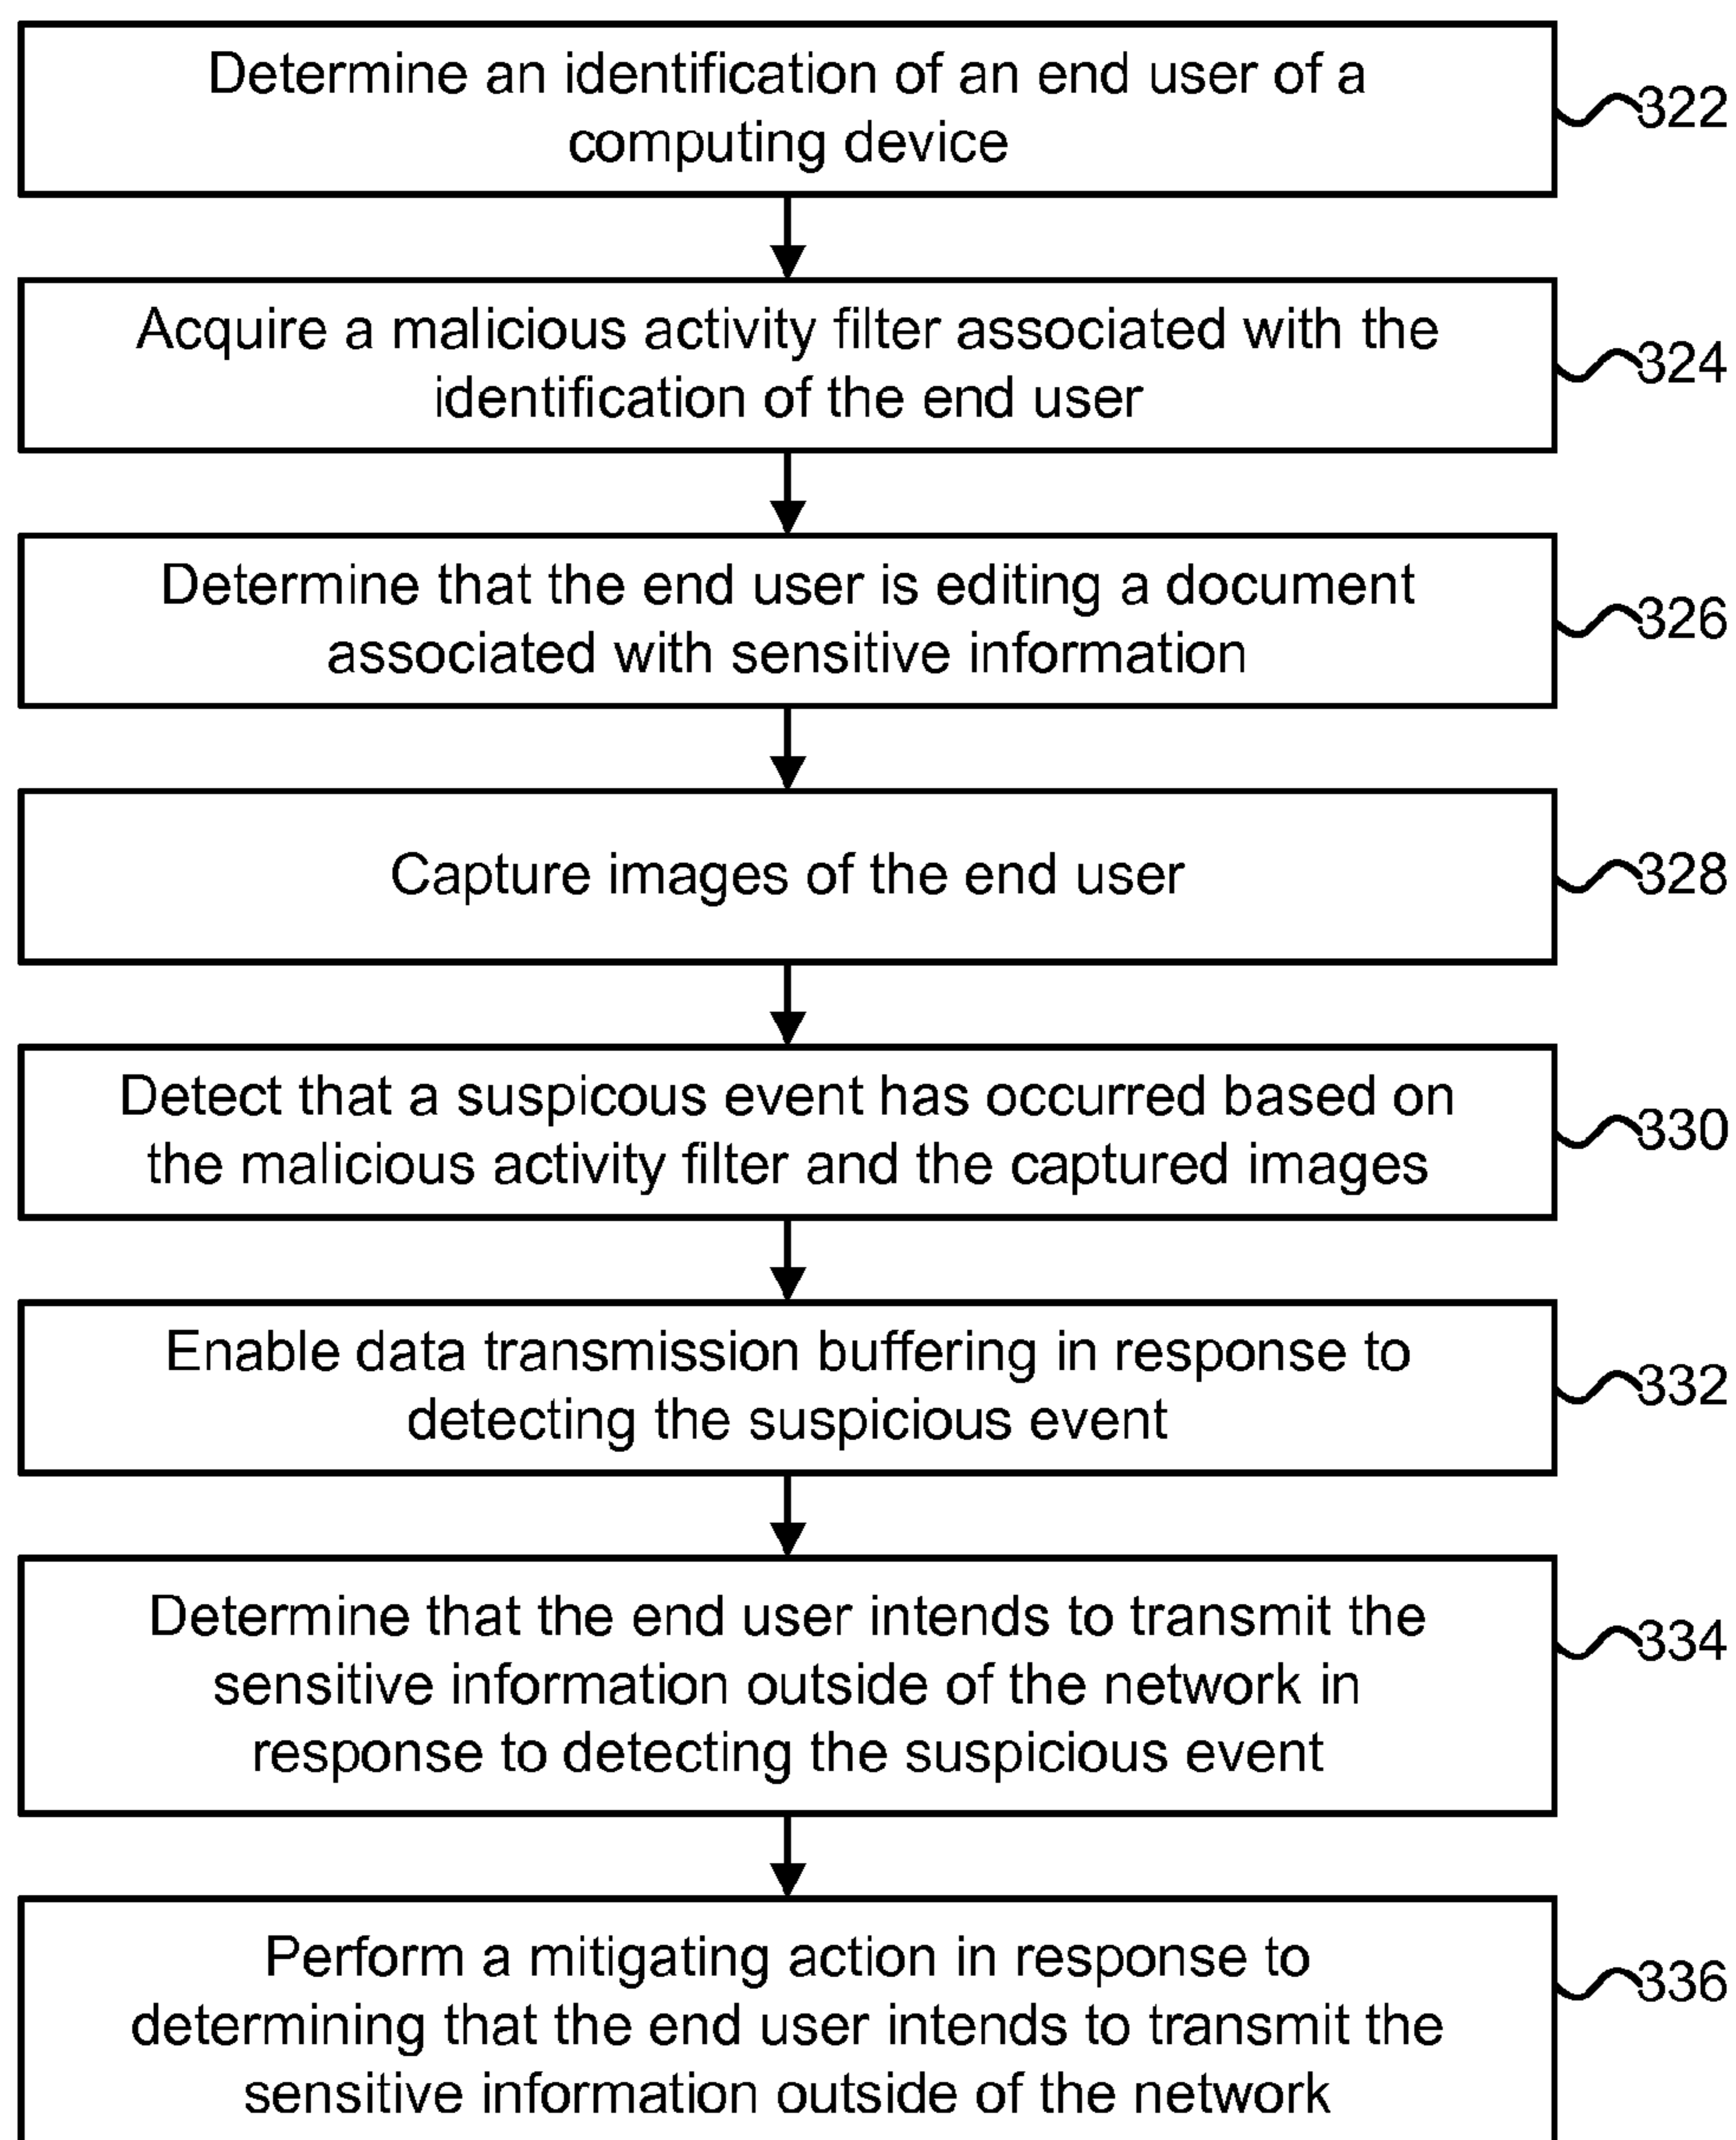 Determine an identification of an end user of a
computing device
322
Acquire a malicious activity filter associated with the
identification of the end user
324
Determine that the end user is editing a document
associated with sensitive information
326
Capture images of the end user
328
Detect that a suspicous event has occurred based on
the malicious activity filter and the captured images
330
Enable data transmission buffering in response to
detecting the suspicious event
332
Determine that the end user intends to transmit the
sensitive information outside of the network in
response to detecting the suspicious event
334
Perform a mitigating action in response to
determining that the end user intends to transmit the
sensitive information outside of the network
336